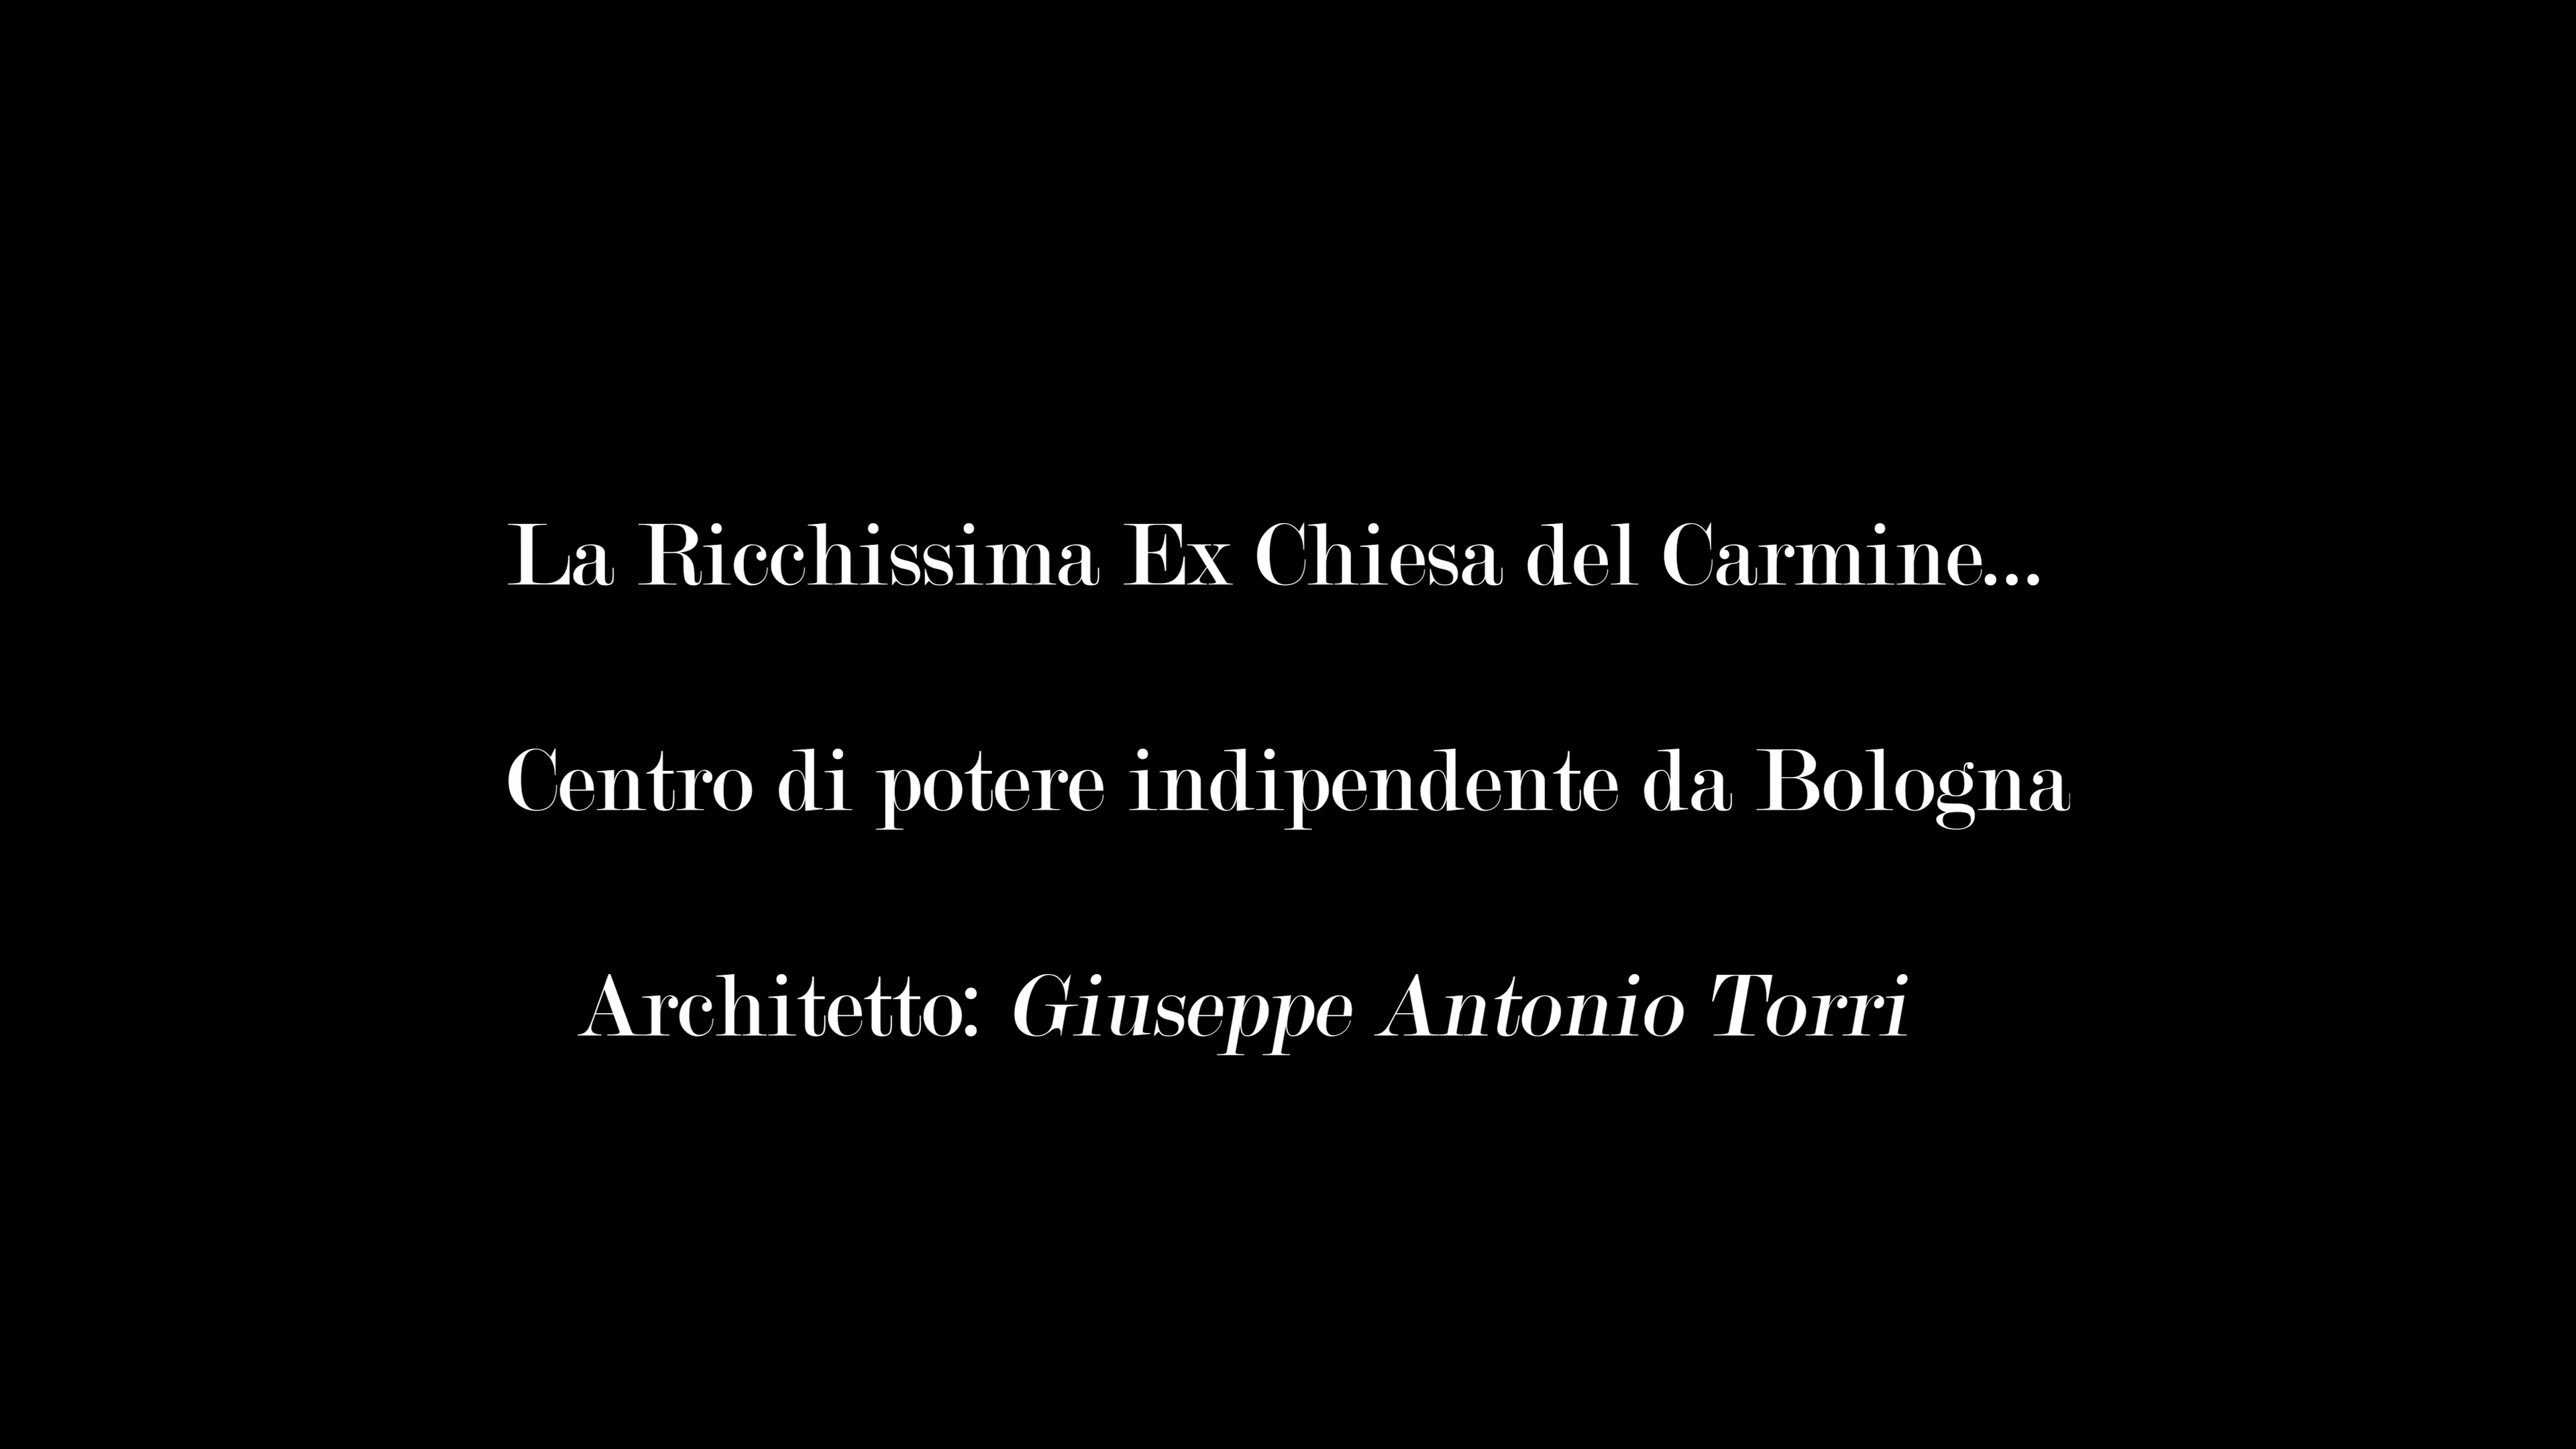 La Ricchissima Ex Chiesa del Carmine...
Centro di potere indipendente da Bologna
Architetto: Giuseppe Antonio Torri